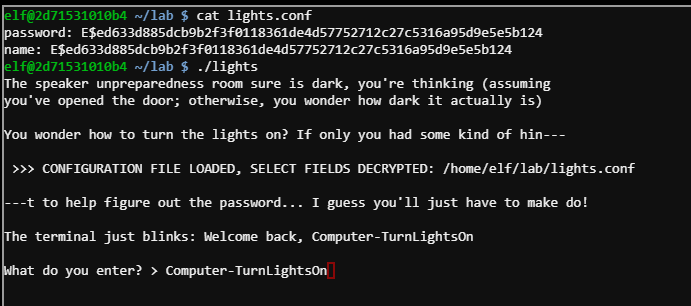 elf@2d71531010b4 ~/lab $ cat lights.conf
password: E$ed633d885dcb9b2f3f0118361de4d57752712c27c5316a95d9e5e5b124
name: E$ed633d885dcb9b2f3f0118361de4d57752712c27c5316a95d9e5e5b124
elf@2d71531010b4 ~/lab $ ./lights
The speaker unpreparedness room sure is dark, you're thinking (assuming
you've opened the door; otherwise, you wonder how dark it actually is)
You wonder how to turn the lights on? If only you had some kind of hin---
>>> CONFIGURATION FILE LOADED, SELECT FIELDS DECRYPTED: /home/elf/lab/lights.conf
---t to help figure out the password... I guess you'll just have to make do!
The terminal just blinks: Welcome back, Computer-TurnLightsOn
What do you enter? > Computer-TurnLightsOn